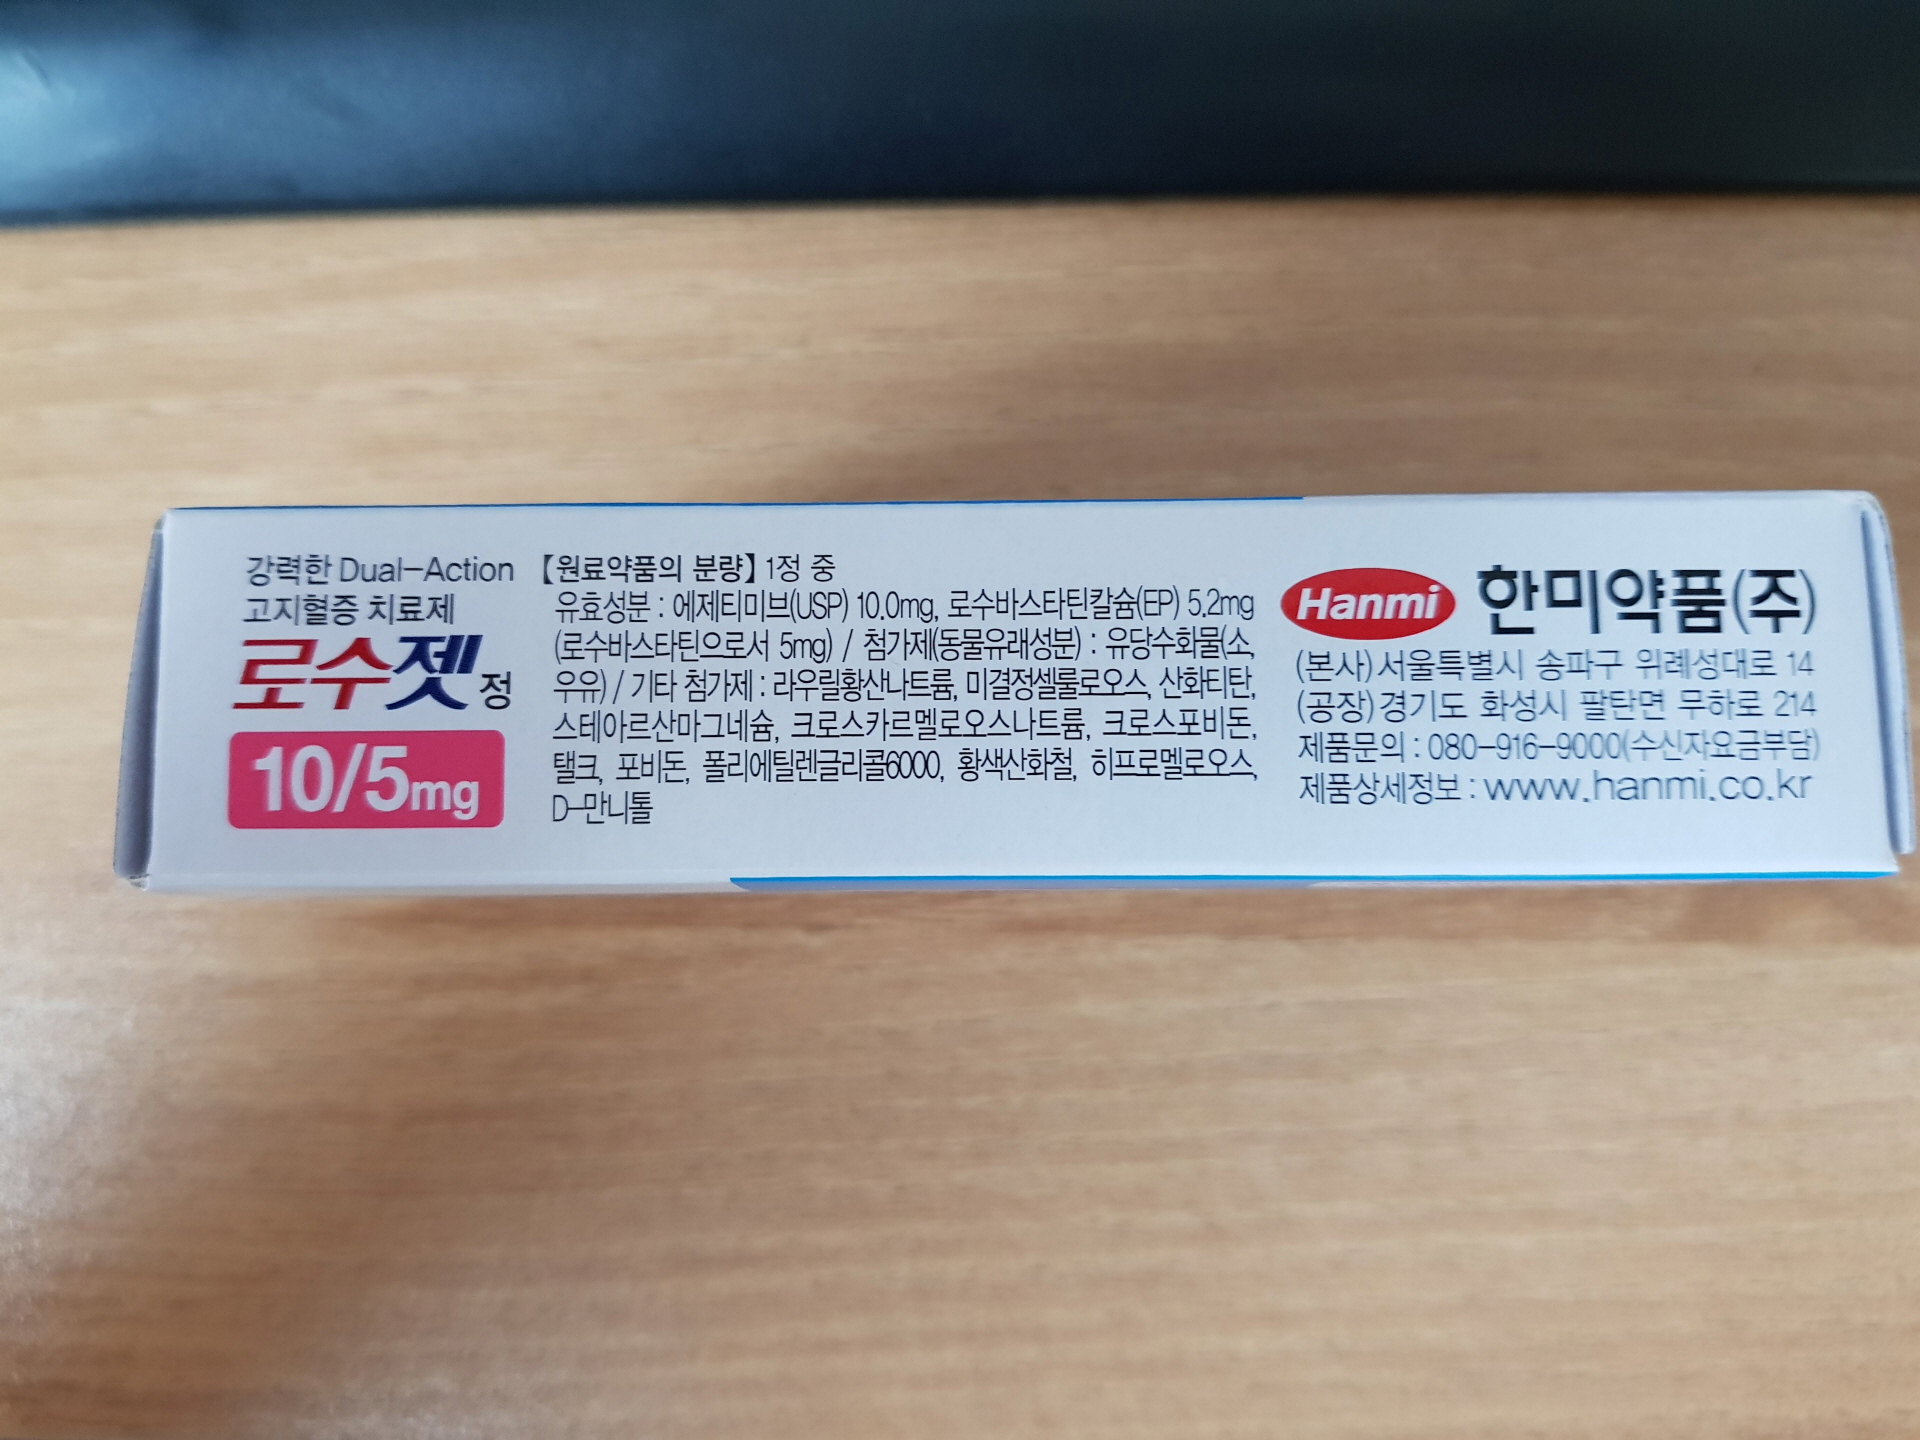 강력한 Dual-Action
고지혈증 치료제
로수젯 정
10/5mg
【원료약품의 분량】 1정 중
유효성분 : 에제티미브(USP) 10.0mg, 로수바스타틴칼슘(EP) 5.2mg
(로수바스타틴으로서 5mg) / 첨가제(동물유래성분) : 유당수화물(소,
우유) / 기타 첨가제 : 라우릴황산나트륨, 미결정셀룰로오스, 산화티탄,
스테아르산마그네슘, 크로스카르멜로오스나트륨, 크로스포비돈,
탤크, 포비돈, 폴리에틸렌글리콜6000, 황색산화철, 히프로멜로오스,
D-만니톨
Hanmi 한미약품(주)
(본사) 서울특별시 송파구 위례성대로 14
(공장) 경기도 화성시 팔탄면 무하로 214
제품문의 : 080-916-9000(수신자요금부담)
제품상세정보 : www.hanmi.co.kr